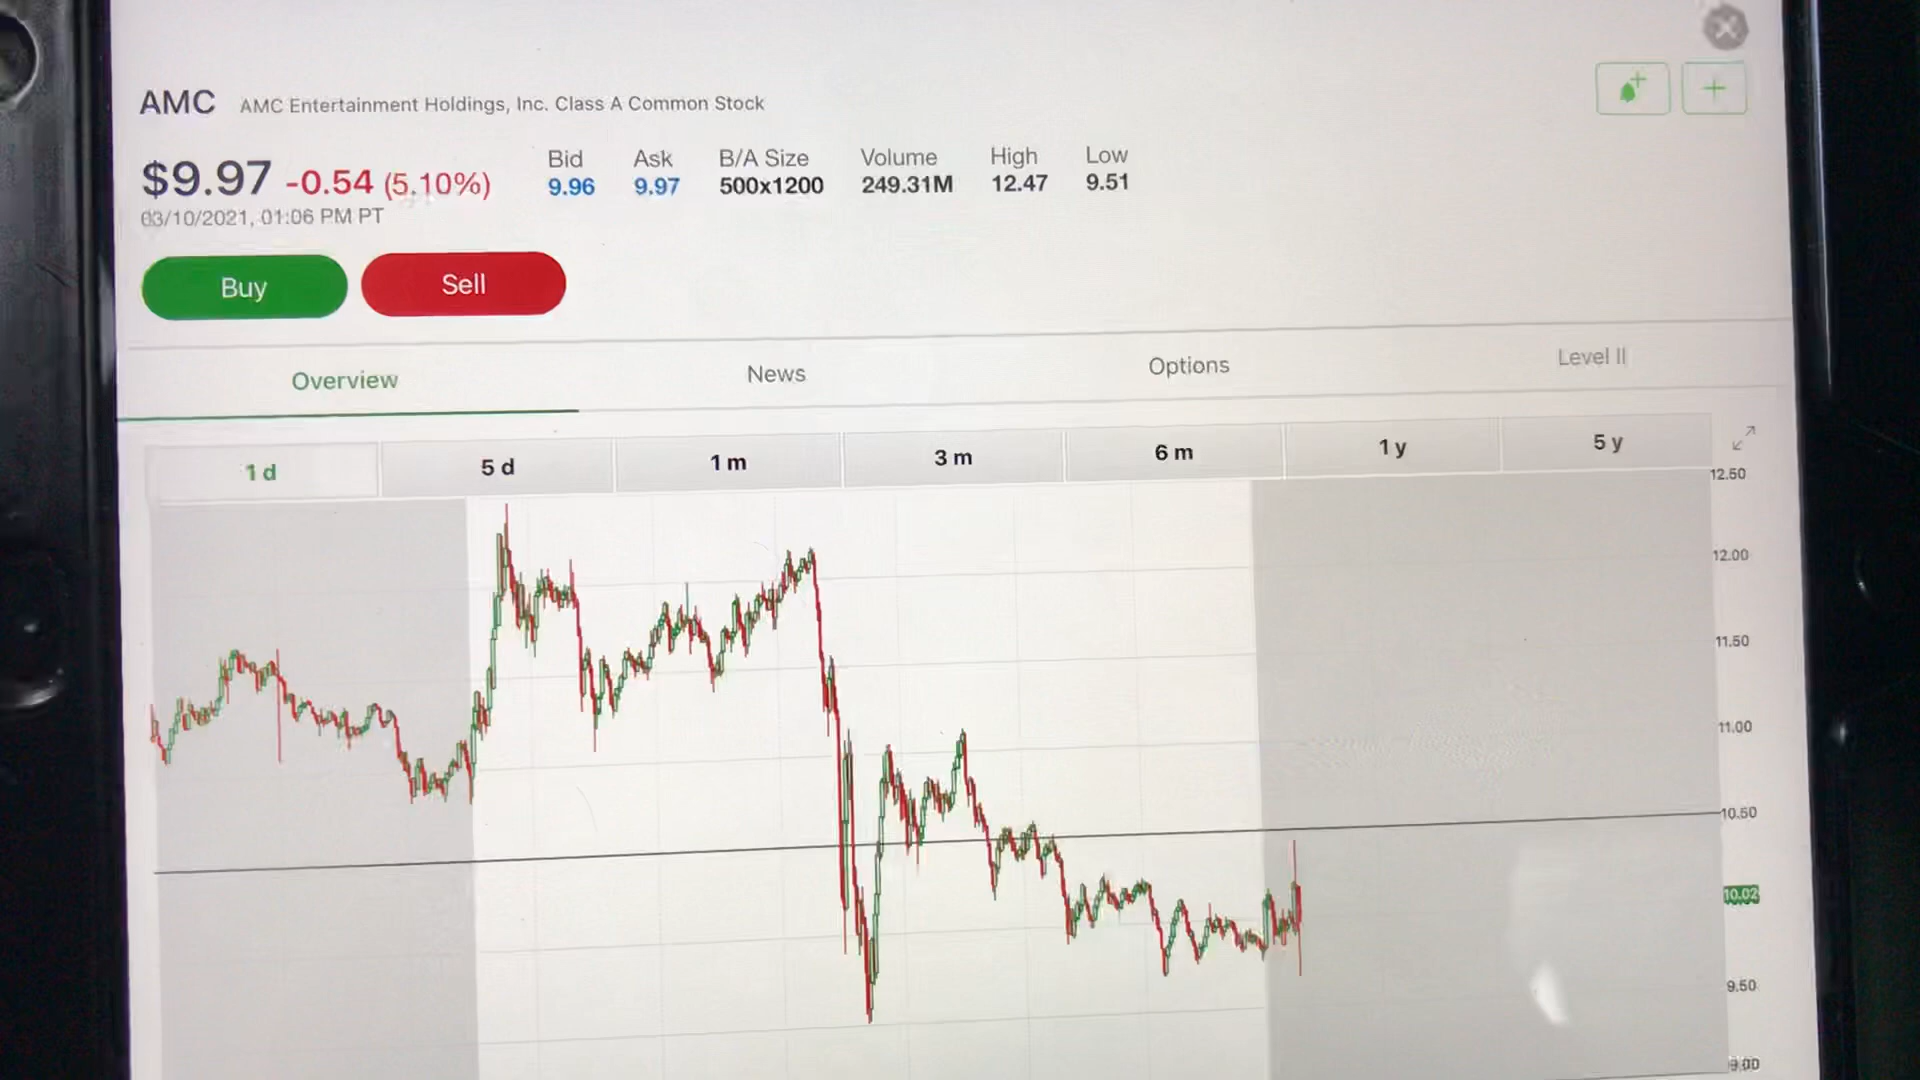 AMC AMC Entertainment Holdings, Inc. Class A Common Stock
$9.97 -0.54 (5.10%)
03/10/2021, 01:06 PM PT
Bid Ask B/A Size Volume High Low
9.96 9.97 500x1200 249.31M 12.47 9.51
Buy Sell
Overview News Options Level II
1 d 5 d 1 m 3 m 6 m 1 y 5 y
12.50
12.00
11.50
11.00
10.50
10.02
9.50
9.00